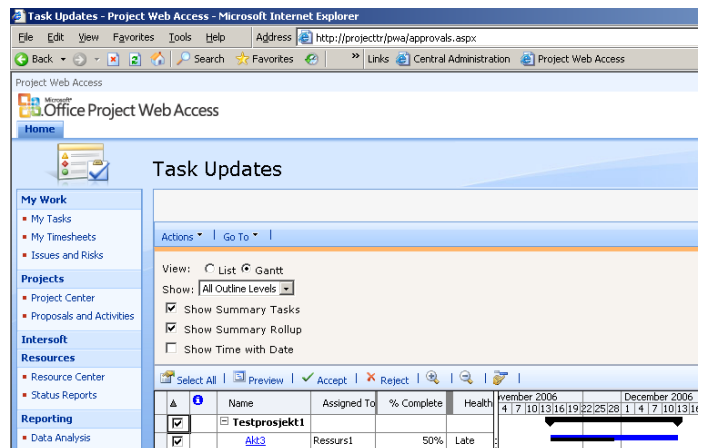 Task Updates - Project Web Access - Microsoft Internet Explorer
File Edit View Favorites Tools Help Address http://projecttr/pwa/approvals.aspx
Back Search Favorites » Links Central Administration Project Web Access
Project Web Access
Microsoft®
Office Project Web Access
Home
Task Updates
My Work
My Tasks
My Timesheets
Issues and Risks
Projects
Project Center
Proposals and Activities
Intersoft
Resources
Resource Center
Status Reports
Reporting
Data Analysis
Actions | Go To |
View: List Gantt
Show: All Outline Levels
Show Summary Tasks
Show Summary Rollup
Show Time with Date
Select All | Preview | Accept | Reject | | |
Name Assigned To % Complete Health vember 2006 December 2006
4 7 10 13 16 19 22 25 28 1 4 7 10 13 16
Testprosjekt1
Akt3 Ressurs1 50% Late